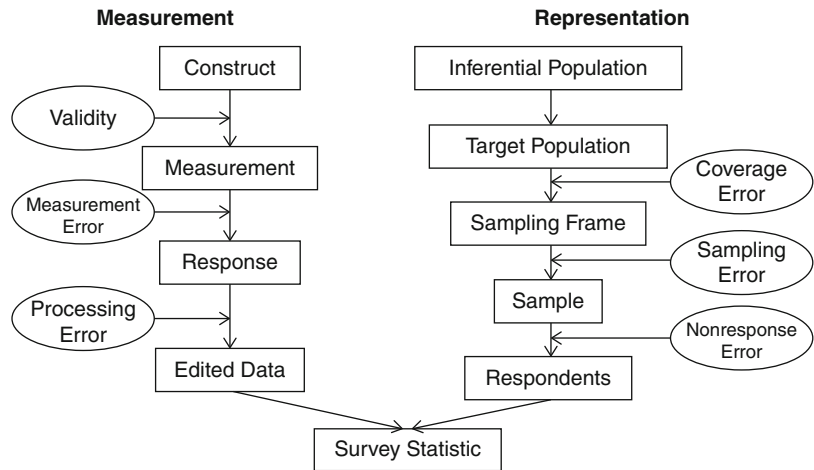 Measurement
Representation
Construct
Inferential Population
Validity
Target Population
Measurement
Coverage
Error
Measurement
Error
Sampling Frame
Response
Sampling
Error
Sample
Processing
Error
Nonresponse
Error
Edited Data
Respondents
Survey Statistic